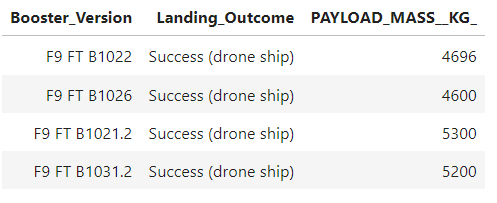 Booster_Version Landing_Outcome PAYLOAD_MASS__KG_
F9 FT B1022 Success (drone ship) 4696
F9 FT B1026 Success (drone ship) 4600
F9 FT B1021.2 Success (drone ship) 5300
F9 FT B1031.2 Success (drone ship) 5200